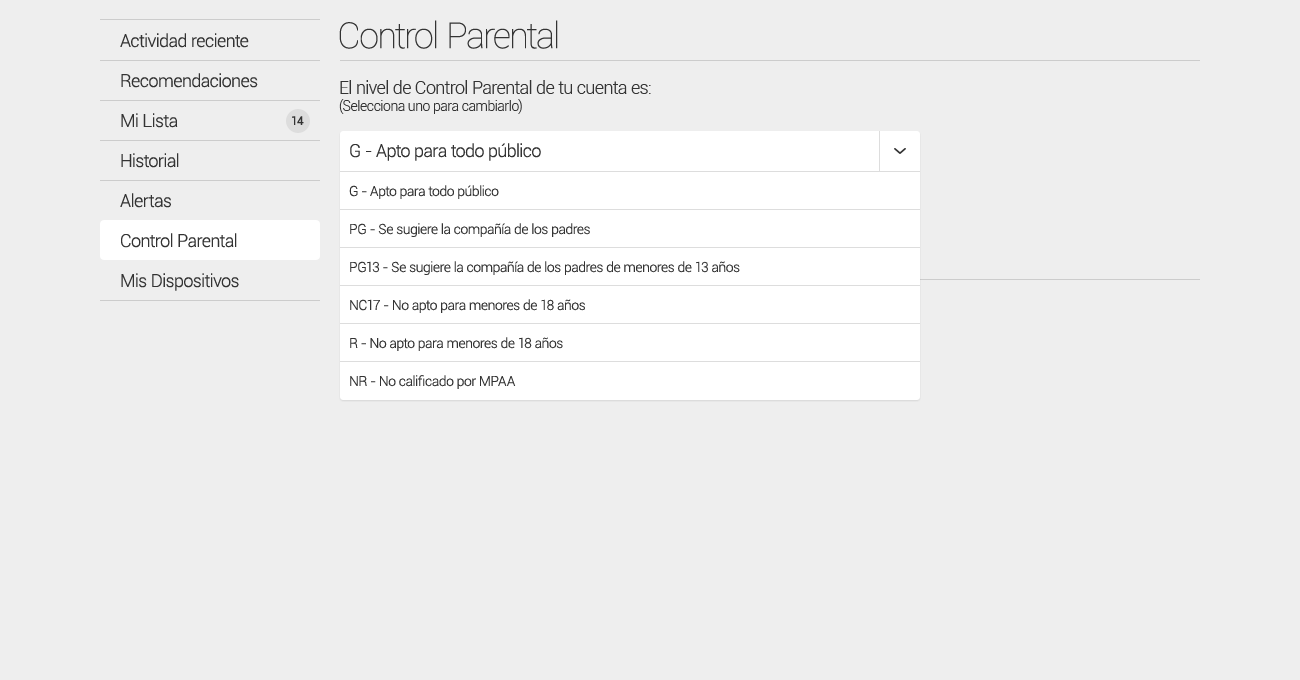 Actividad reciente
Recomendaciones
Mi Lista
14
Historial
Alertas
Control Parental
Mis Dispositivos
Control Parental
El nivel de Control Parental de tu cuenta es:
(Selecciona uno para cambiarlo)
G - Apto para todo público
G - Apto para todo público
PG - Se sugiere la compañía de los padres
PG13 - Se sugiere la compañía de los padres de menores de 13 años
NC17 - No apto para menores de 18 años
R - No apto para menores de 18 años
NR - No calificado por MPAA